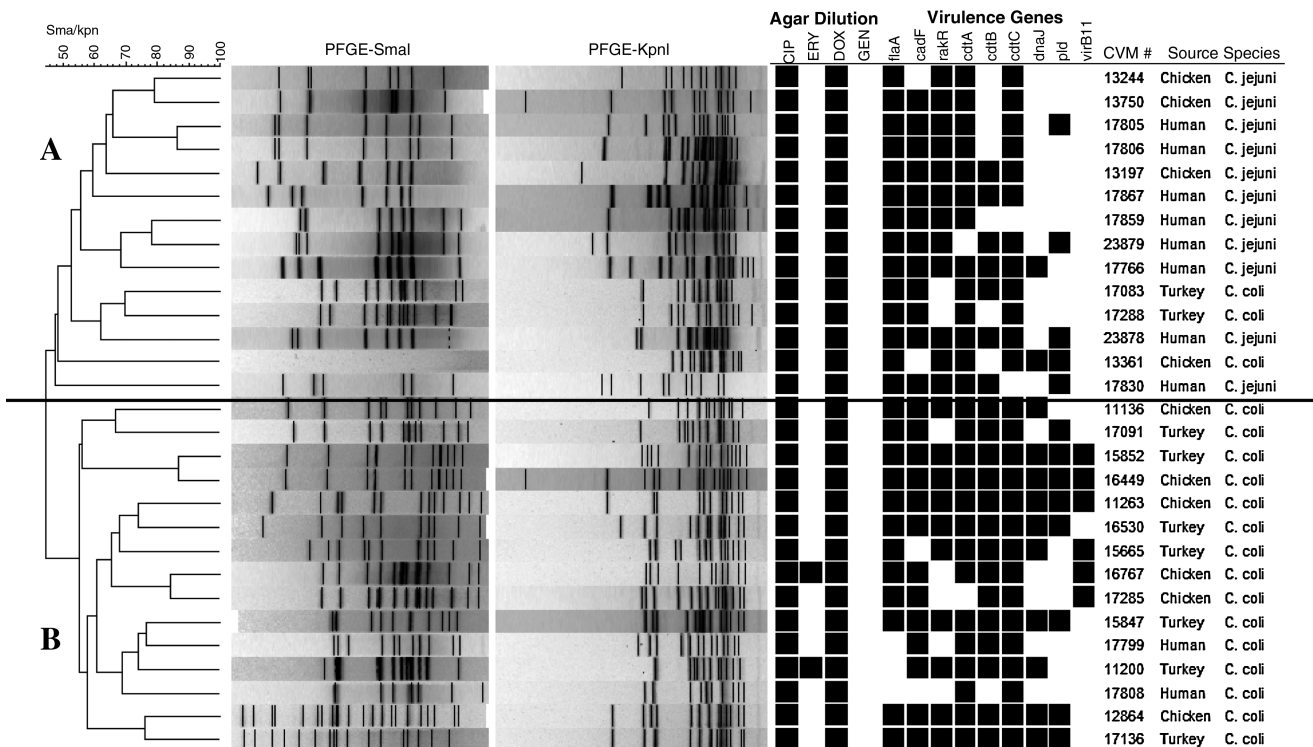 Sma/kpn
50 60 70 80 90 100
PFGE-SmaI
PFGE-KpnI
Agar Dilution
Virulence Genes
CIP ERY DOX GEN flaA cadF rakR cdtA cdtB cdtC dnaJ pld virB11
CVM # Source Species
13244 Chicken C. jejuni
13750 Chicken C. jejuni
17805 Human C. jejuni
A
17806 Human C. jejuni
13197 Chicken C. jejuni
17867 Human C. jejuni
17859 Human C. jejuni
23879 Human C. jejuni
17766 Human C. jejuni
17083 Turkey C. coli
17288 Turkey C. coli
23878 Human C. jejuni
13361 Chicken C. coli
17830 Human C. jejuni
11136 Chicken C. coli
17091 Turkey C. coli
15852 Turkey C. coli
16449 Chicken C. coli
11263 Chicken C. coli
16530 Turkey C. coli
15665 Turkey C. coli
16767 Chicken C. coli
17285 Chicken C. coli
15847 Turkey C. coli
B
17799 Human C. coli
11200 Turkey C. coli
17808 Human C. coli
12864 Chicken C. coli
17136 Turkey C. coli